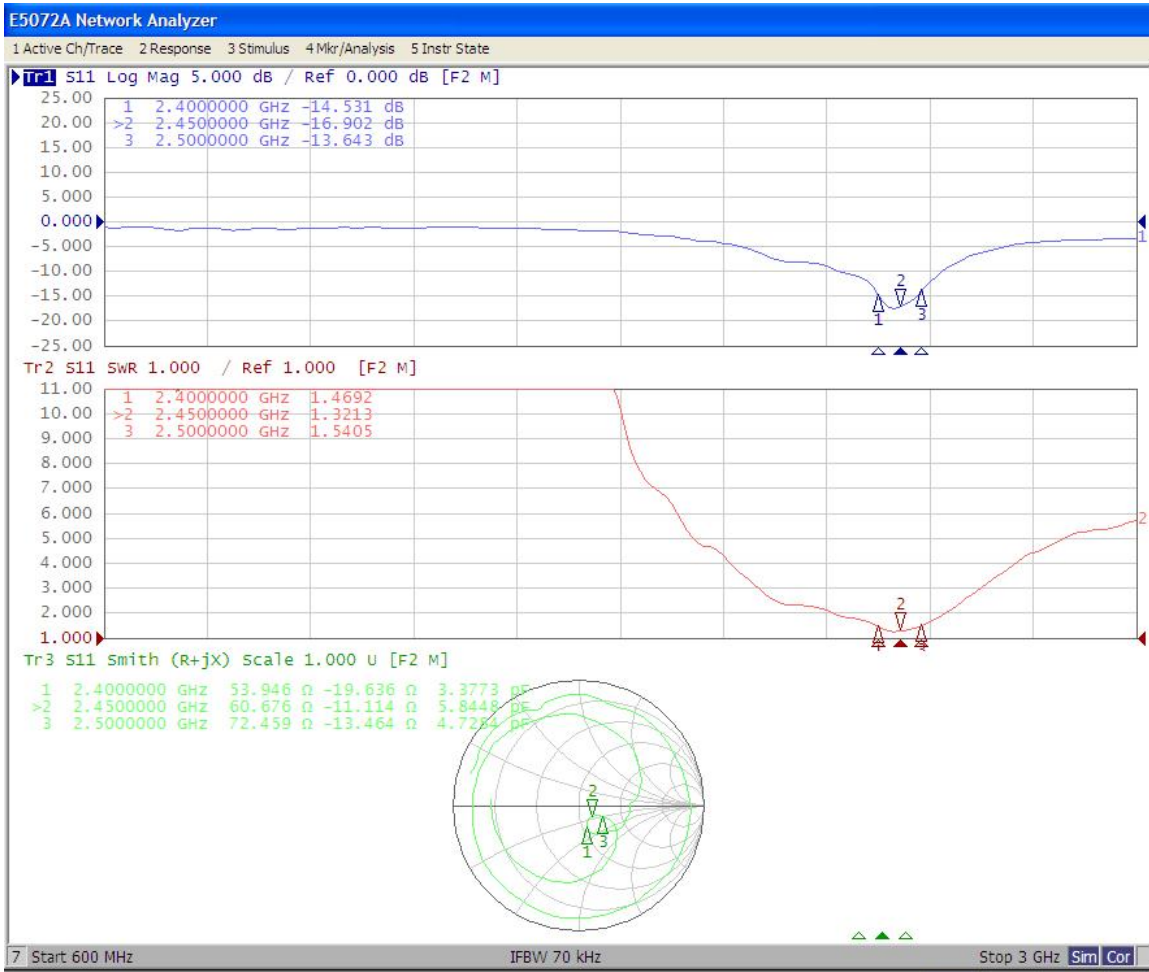 E5072A Network Analyzer
1 Active Ch/Trace 2 Response 3 Stimulus 4 Mkr/Analysis 5 Instr State
Tr1 S11 Log Mag 5.000 dB / Ref 0.000 dB [F2 M]
25.00
1 2.4000000 GHz -14.531 dB
20.00
>2 2.4500000 GHz -16.902 dB
3 2.5000000 GHz -13.643 dB
15.00
10.00
5.000
0.000
1
-5.000
-10.00
-15.00
2
1
3
-20.00
-25.00
Tr2 S11 SWR 1.000 / Ref 1.000 [F2 M]
11.00
1 2.4000000 GHz 1.4692
10.00
>2 2.4500000 GHz 1.3213
3 2.5000000 GHz 1.5405
9.000
8.000
7.000
6.000
2
5.000
4.000
3.000
2.000
2
1.000
Tr3 S11 Smith (R+jX) Scale 1.000 U [F2 M]
1 2.4000000 GHz 53.946 Ω -19.636 Ω 3.3773 pF
>2 2.4500000 GHz 60.676 Ω -11.114 Ω 5.8448 pF
3 2.5000000 GHz 72.459 Ω -13.464 Ω 4.7284 pF
2
1
3
7 Start 600 MHz IFBW 70 kHz Stop 3 GHz Sim Cor